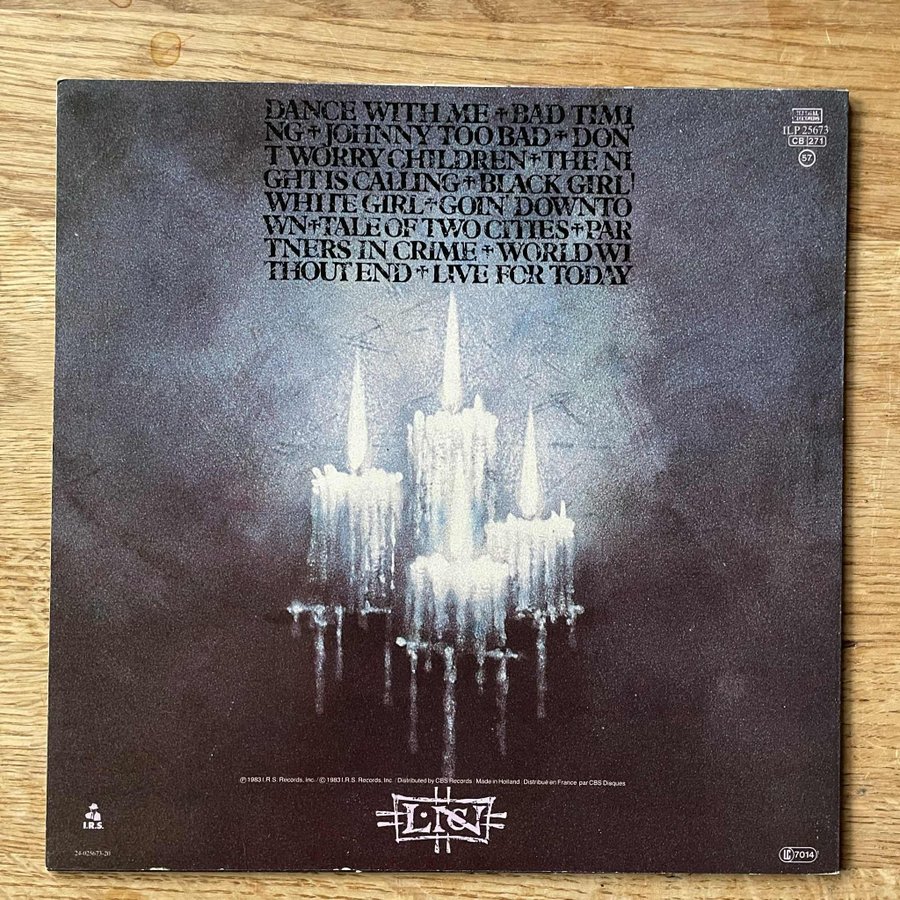 DANCE WITH ME + BAD TIMI
NG + JOHNNY TOO BAD + DON'
T WORRY CHILDREN + THE NI
GHT IS CALLING + BLACK GIRL'
WHITE GIRL + GOIN' DOWNTO
WN + TALE OF TWO CITIES + PAR
TNERS IN CRIME + WORLD WI
THOUT END + LIVE FOR TODAY
ILP 25673
CB 271
57
℗ 1983 I.R.S. Records, Inc. / © 1983 I.R.S. Records, Inc. / Distributed by CBS Records / Made in Holland / Distribué en France par CBS Disques
I.R.S.
24-025673-20
LC 7014